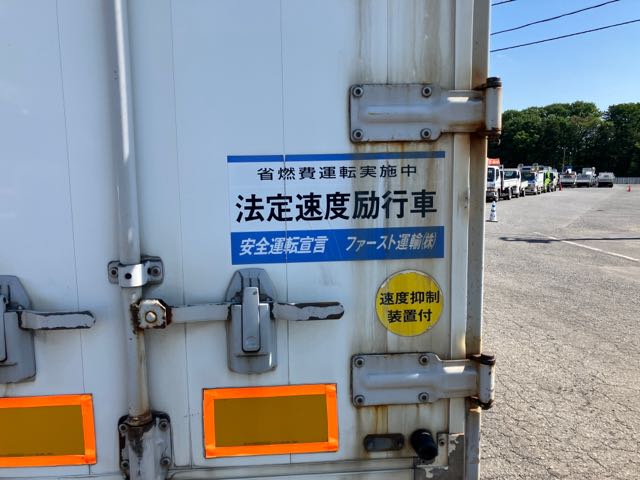 省燃費運転実施中
法定速度励行車
安全運転宣言 ファースト運輸㈱
速度抑制
装置付